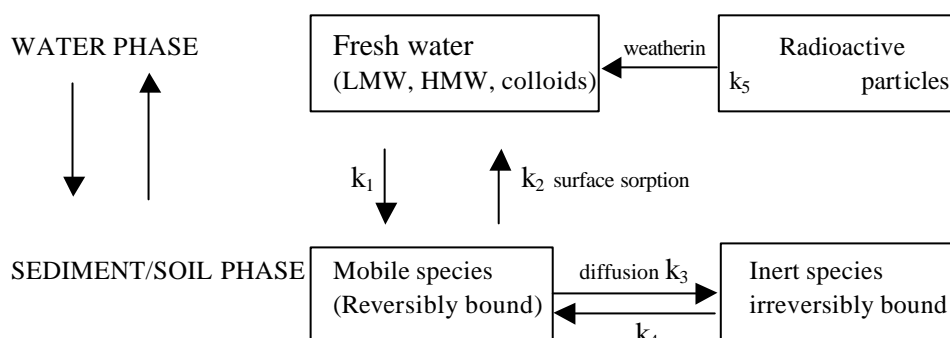 WATER PHASE
Fresh water
(LMW, HMW, colloids)
weatherin
Radioactive
k₅ particles
k₁
k₂ surface sorption
SEDIMENT/SOIL PHASE
Mobile species
(Reversibly bound)
diffusion k₃
Inert species
irreversibly bound